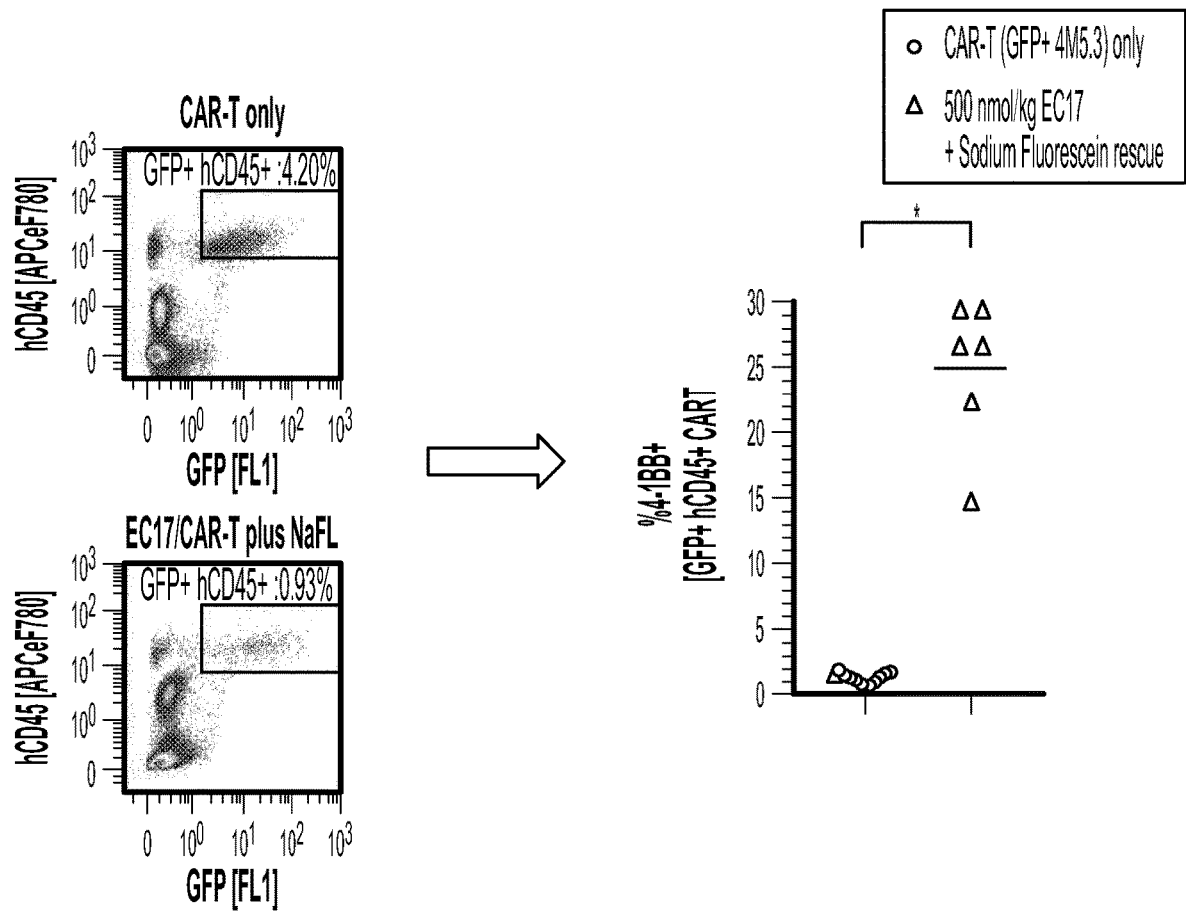 CAR-T (GFP+ 4M5.3) only
500 nmol/kg EC17
+ Sodium Fluorescein rescue
CAR-T only
GFP+ hCD45+ :4.20%
hCD45 [APCeF780]
10³
10²
10¹
10⁰
0
0 10⁰ 10¹ 10² 10³
GFP [FL1]
EC17/CAR-T plus NaFL
GFP+ hCD45+ :0.93%
hCD45 [APCeF780]
10³
10²
10¹
10⁰
0
0 10⁰ 10¹ 10² 10³
GFP [FL1]
*
%4-1BB+
[GFP+ hCD45+ CART
30
25
20
15
10
5
0